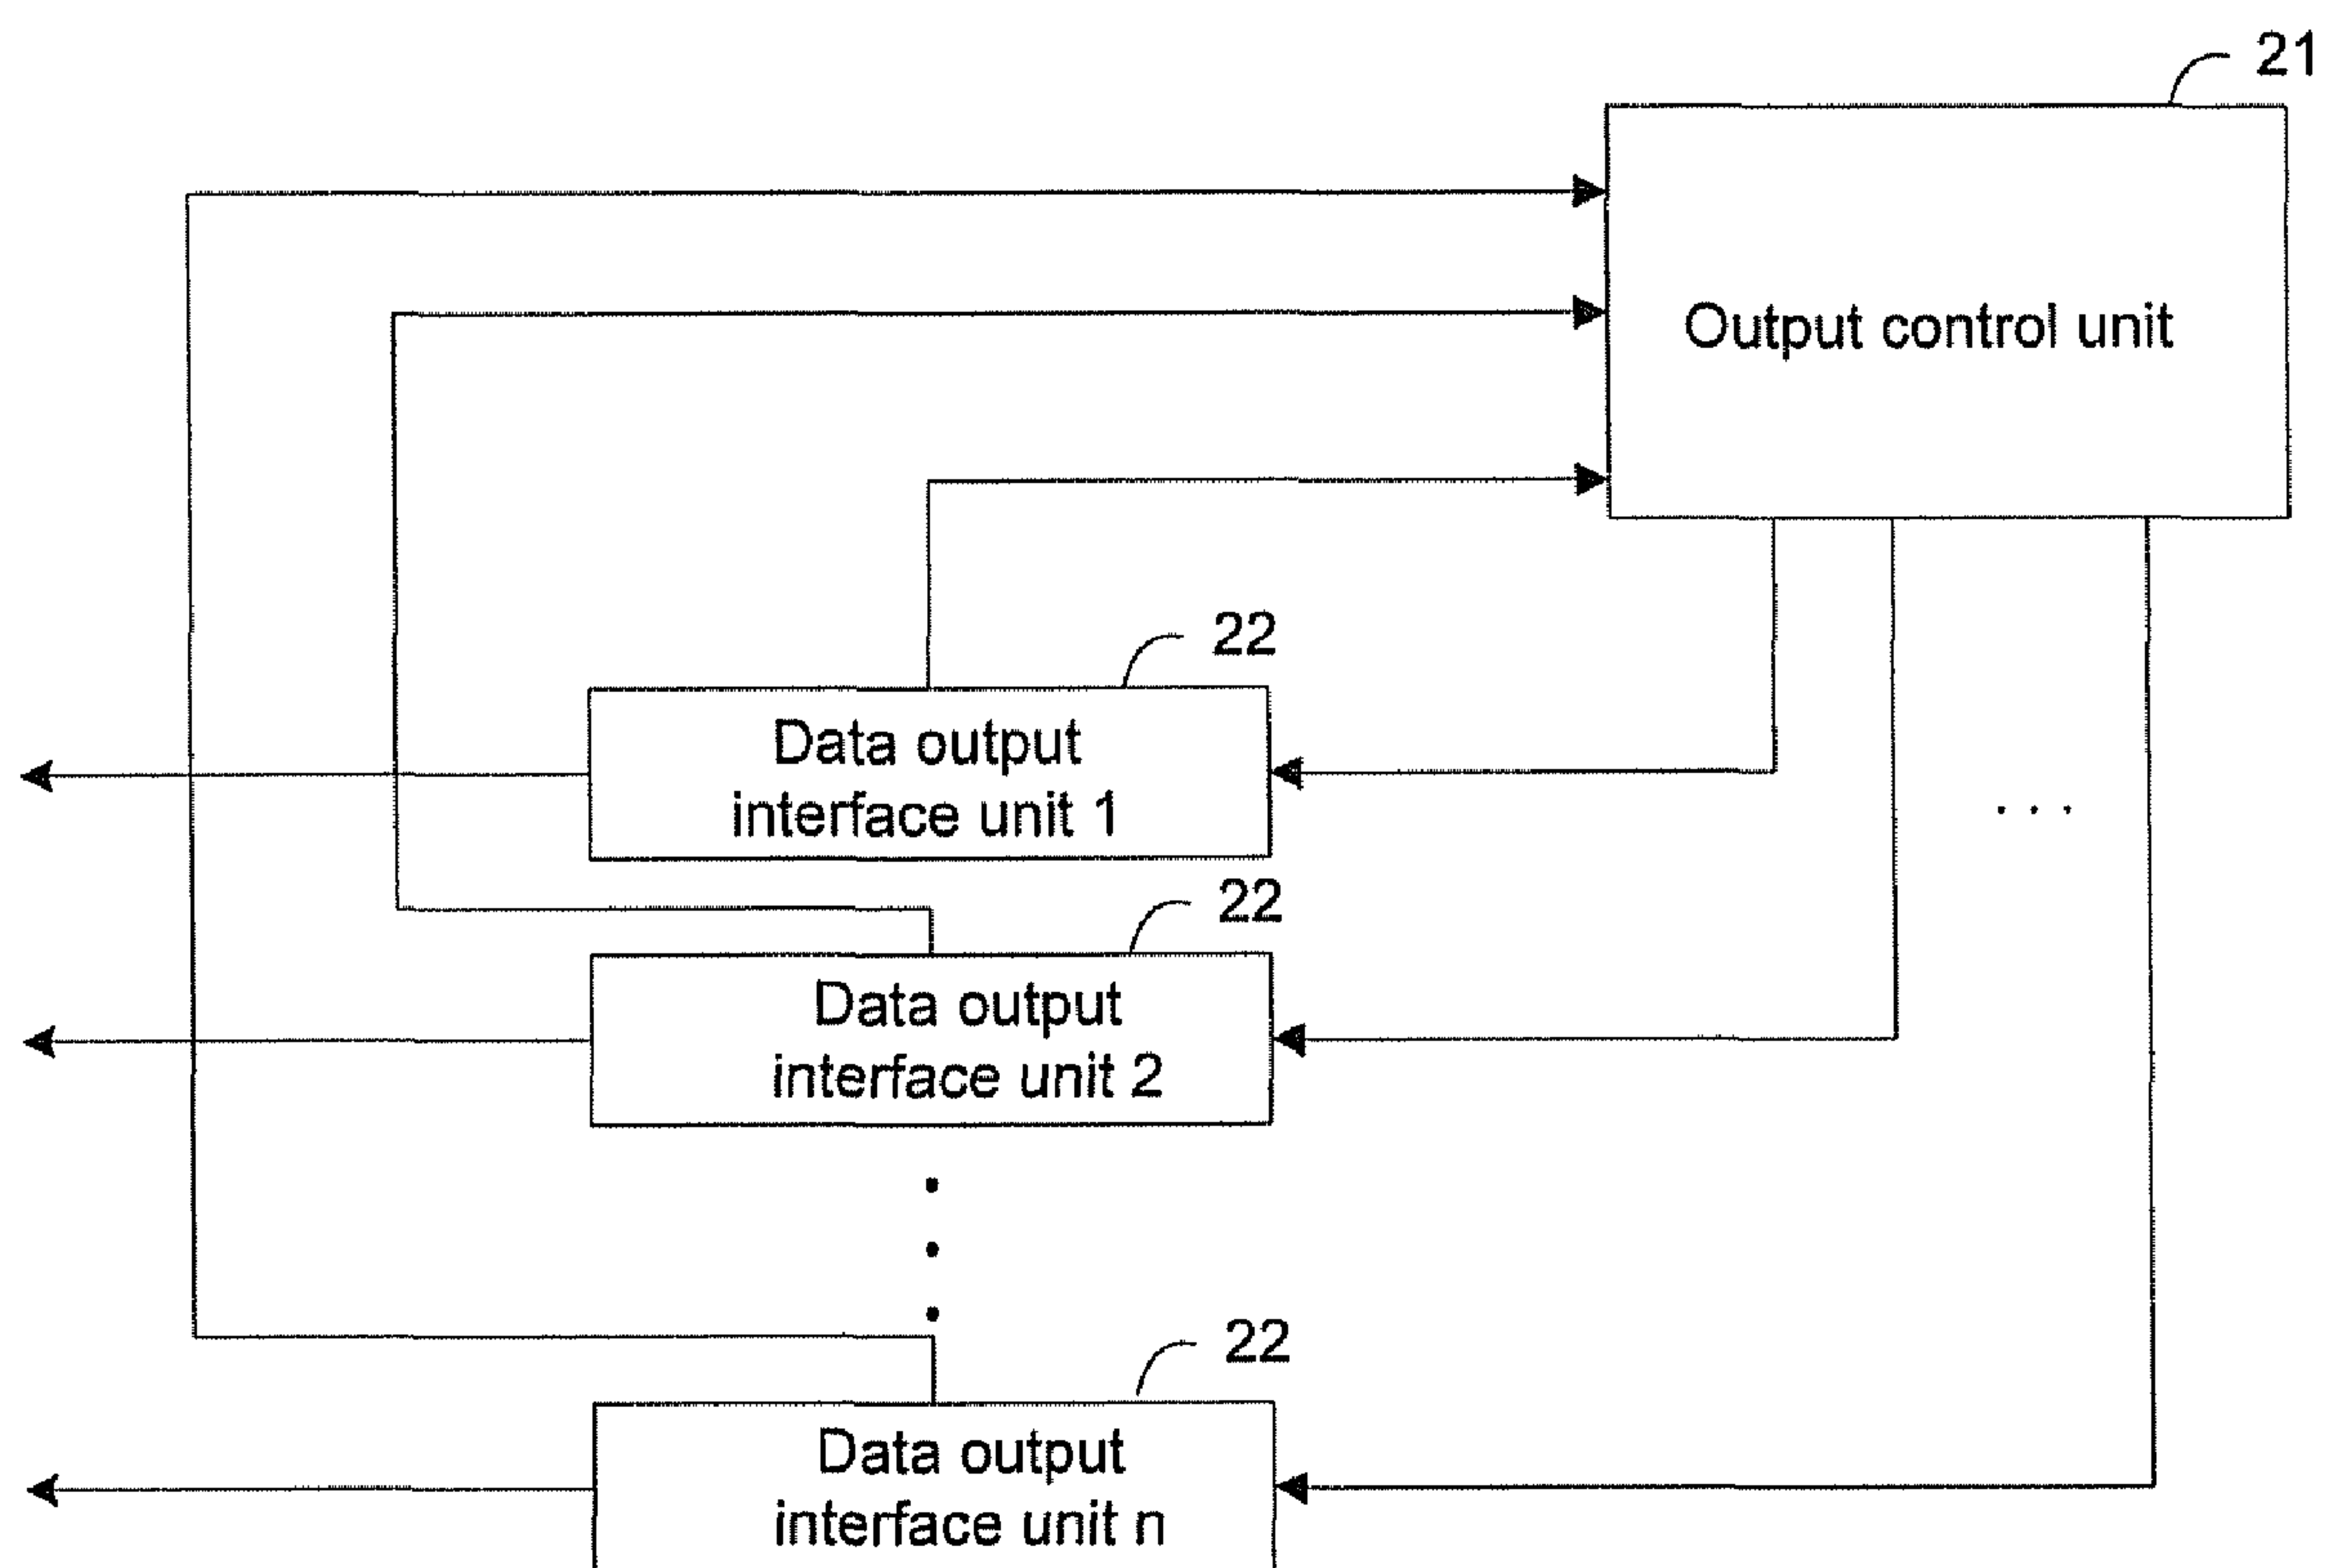 21
Output control unit
22
Data output
interface unit 1
. . .
22
Data output
interface unit 2
22
Data output
interface unit n